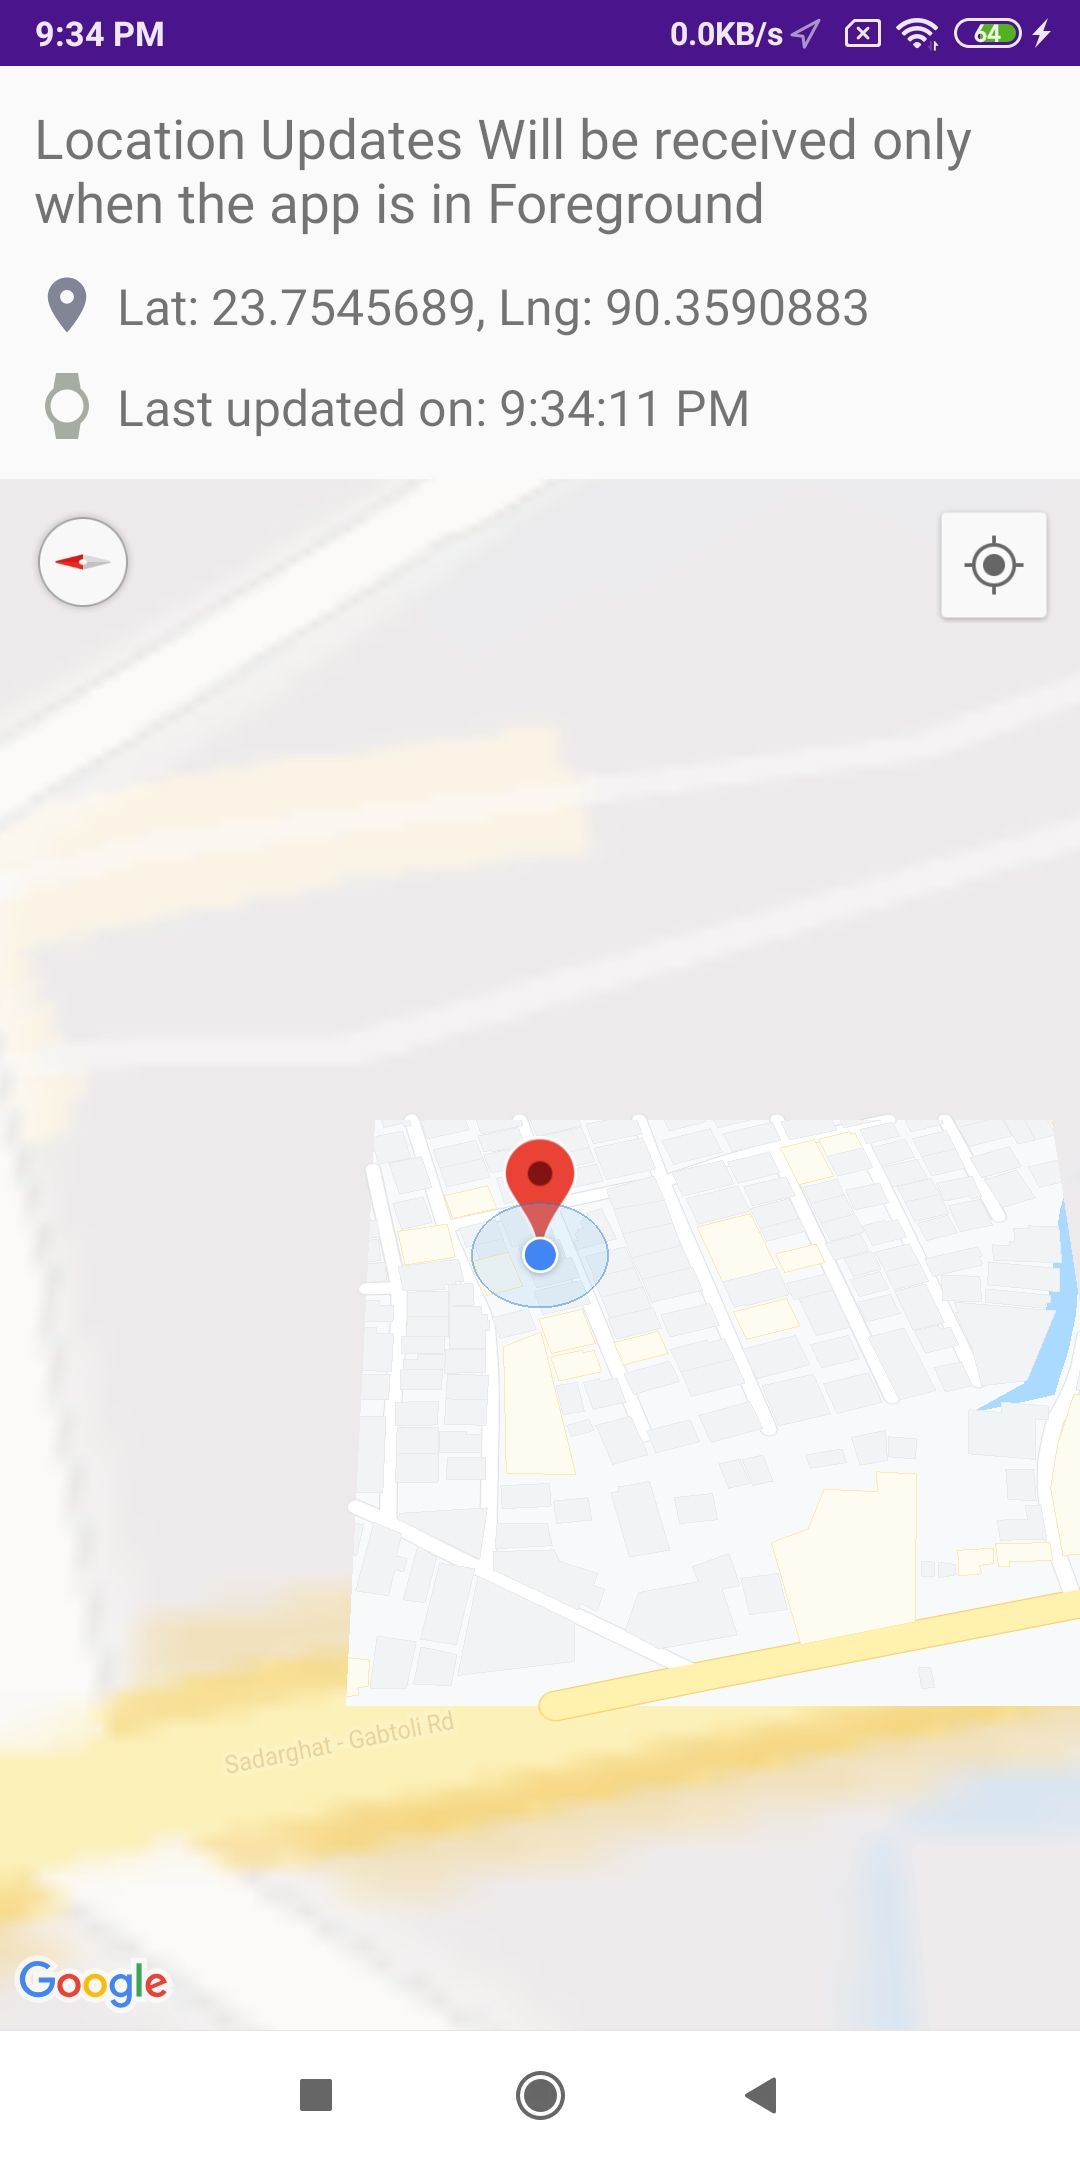 9:34 PM 0.0KB/s 64
Location Updates Will be received only
when the app is in Foreground
Lat: 23.7545689, Lng: 90.3590883
Last updated on: 9:34:11 PM
Sadarghat - Gabtoli Rd
Google